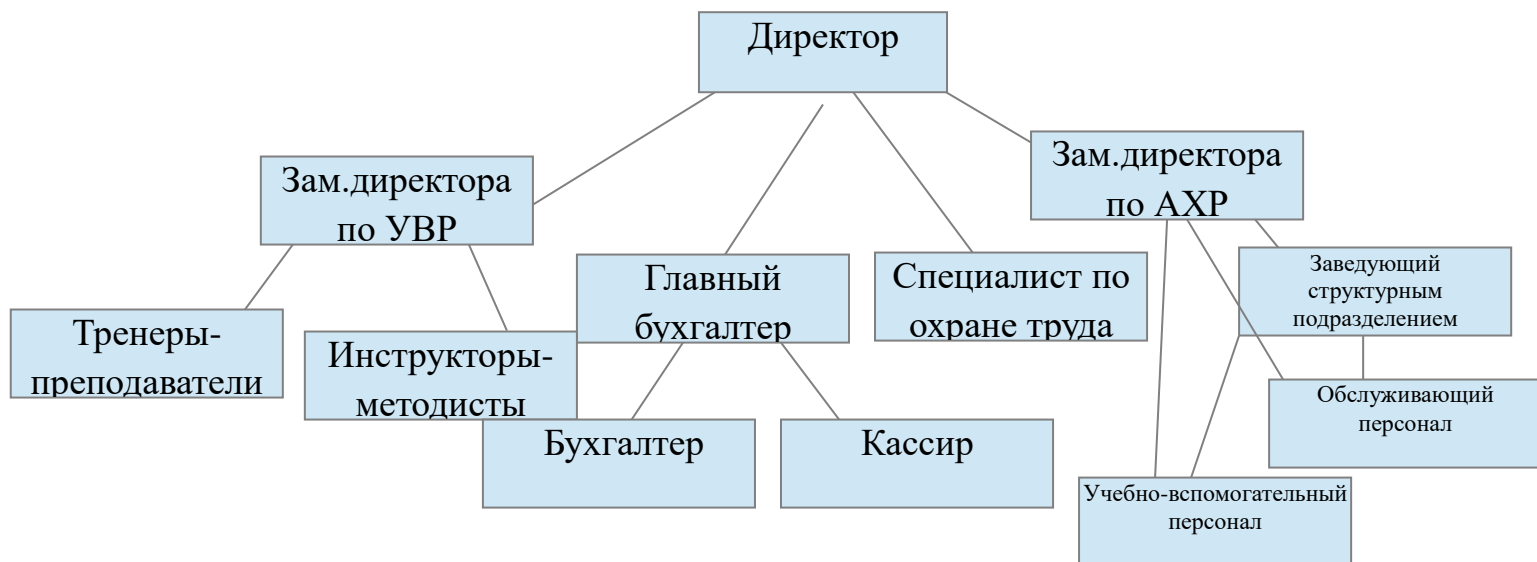 Директор
Зам.директора
по УВР
Зам.директора
по АХР
Главный
бухгалтер
Специалист по
охране труда
Заведующий
структурным
подразделением
Тренеры-
преподаватели
Инструкторы-
методисты
Обслуживающий
персонал
Бухгалтер
Кассир
Учебно-вспомогательный
персонал